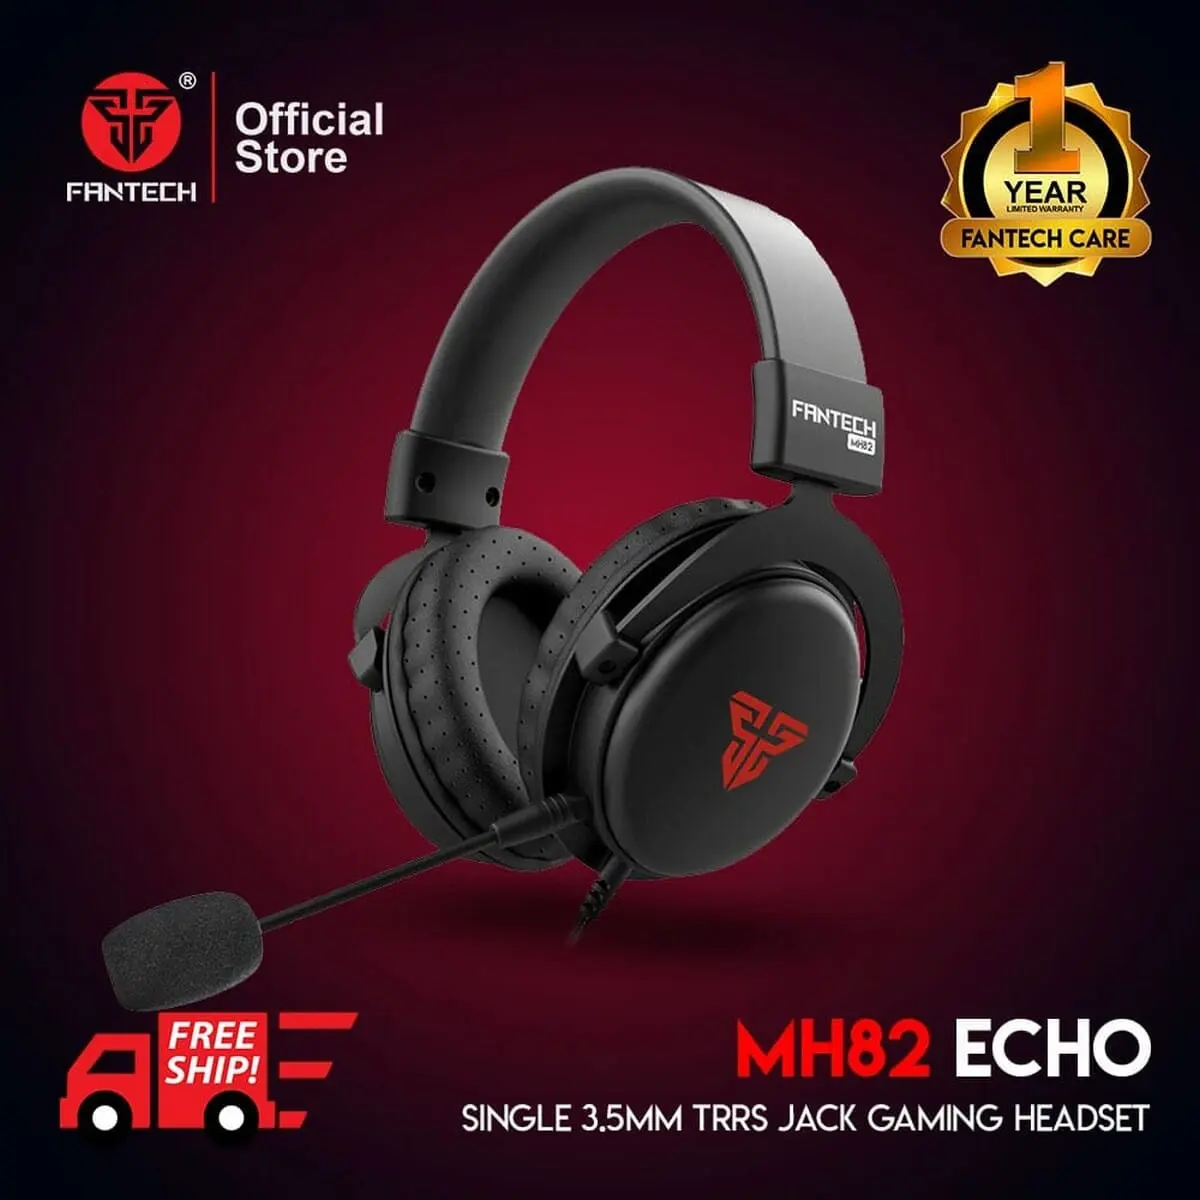 ®
FANTECH
Official
Store
1
YEAR
LIMITED WARRANTY
FANTECH CARE
FANTECH
MH82
FREE
SHIP!
MH82 ECHO
SINGLE 3.5MM TRRS JACK GAMING HEADSET